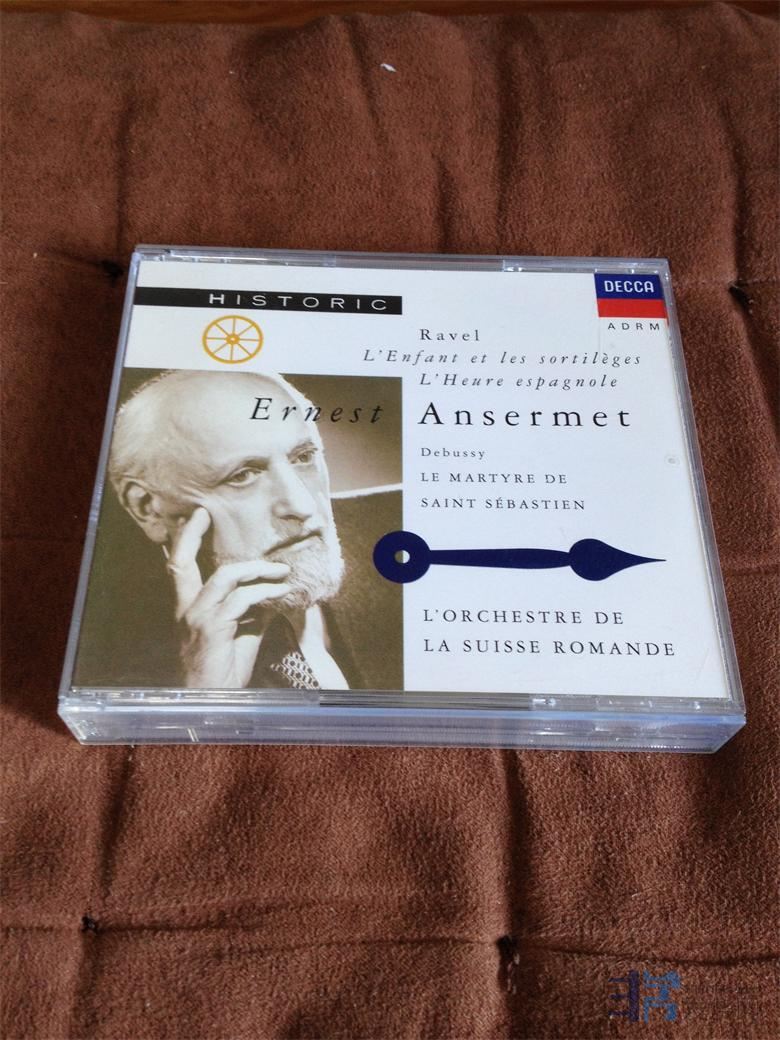 HISTORIC
DECCA
ADRM
Ravel
L'Enfant et les sortilèges
L'Heure espagnole
Ernest Ansermet
Debussy
LE MARTYRE DE
SAINT SÉBASTIEN
L'ORCHESTRE DE
LA SUISSE ROMANDE